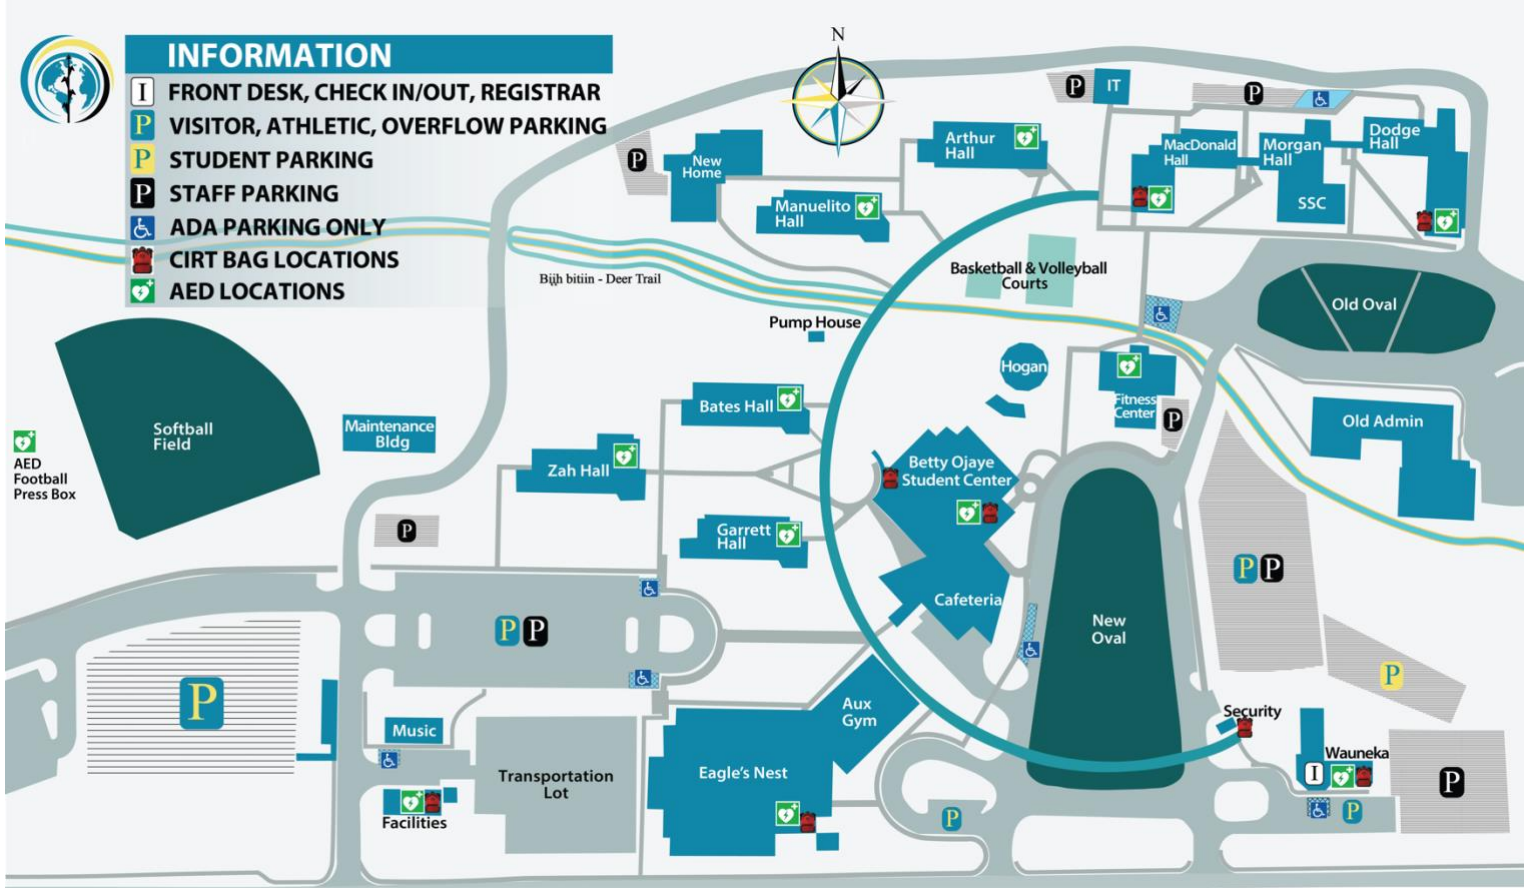 INFORMATION
I FRONT DESK, CHECK IN/OUT, REGISTRAR
P VISITOR, ATHLETIC, OVERFLOW PARKING
P STUDENT PARKING
P STAFF PARKING
ADA PARKING ONLY
CIRT BAG LOCATIONS
AED LOCATIONS
N
P
IT
P
P
New
Home
Arthur
Hall
MacDonald
Hall
Morgan
Hall
Dodge
Hall
SSC
Manuelito
Hall
Basketball & Volleyball
Courts
Old Oval
Pump House
Hogan
Fitness
Center
P
Old Admin
Softball
Field
AED
Football
Press Box
Maintenance
Bldg
Bates Hall
Zah Hall
Garrett
Hall
Betty Ojaye
Student Center
Cafeteria
P
P P
P P
New
Oval
P
P
Security
Wauneka
I
P
P
Aux
Gym
Eagle's Nest
P
Music
Transportation
Lot
Facilities
- Deer Trail